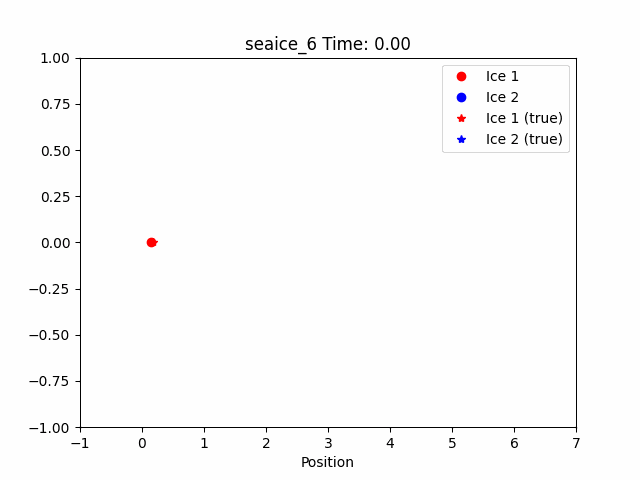 seaice_6 Time: 0.00
1.00
0.75
0.50
0.25
0.00
−0.25
−0.50
−0.75
−1.00
Ice 1
Ice 2
Ice 1 (true)
Ice 2 (true)
−1 0 1 2 3 4 5 6 7
Position